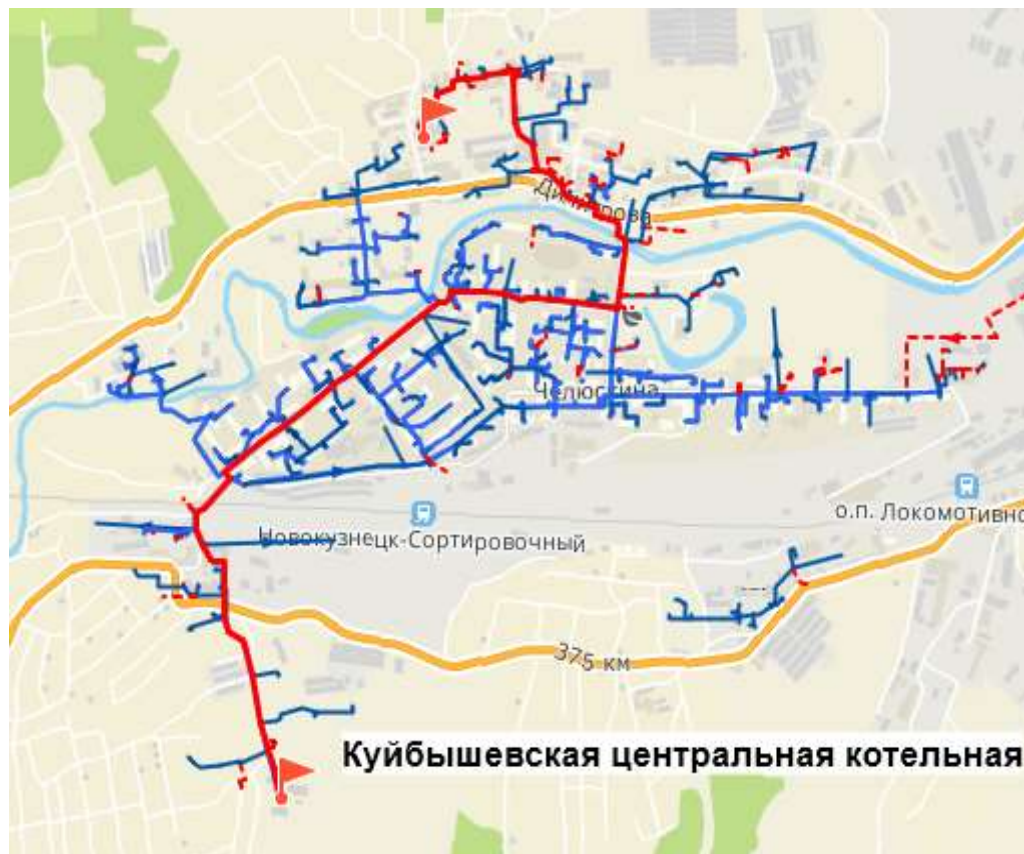 Димитрова
Челюскина
о.п. Локомотивно
Новокузнецк-Сортировочный
375 км
Куйбышевская центральная котельная